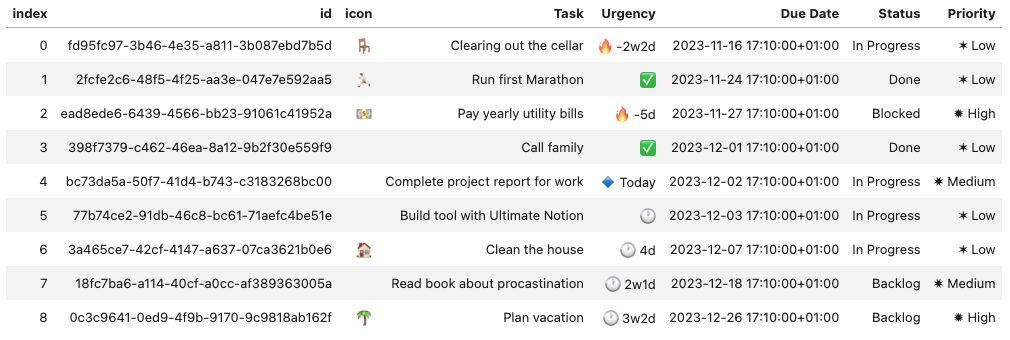 index id icon Task Urgency Due Date Status Priority
0 fd95fc97-3b46-4e35-a811-3b087ebd7b5d 🪑 Clearing out the cellar 🔥 -2w2d 2023-11-16 17:10:00+01:00 In Progress ✶ Low
1 2fcfe2c6-48f5-4f25-aa3e-047e7e592aa5 🏃 Run first Marathon ✅ 2023-11-24 17:10:00+01:00 Done ✶ Low
2 ead8ede6-6439-4566-bb23-91061c41952a 💵 Pay yearly utility bills 🔥 -5d 2023-11-27 17:10:00+01:00 Blocked ✹ High
3 398f7379-c462-46ea-8a12-9b2f30e559f9 Call family ✅ 2023-12-01 17:10:00+01:00 Done ✶ Low
4 bc73da5a-50f7-41d4-b743-c3183268bc00 Complete project report for work 🔹 Today 2023-12-02 17:10:00+01:00 In Progress ✷ Medium
5 77b74ce2-91db-46c8-bc61-71aefc4be51e Build tool with Ultimate Notion 🕐 2023-12-03 17:10:00+01:00 In Progress ✶ Low
6 3a465ce7-42cf-4147-a637-07ca3621b0e6 🏠 Clean the house 🕐 4d 2023-12-07 17:10:00+01:00 In Progress ✶ Low
7 18fc7ba6-a114-40cf-a0cc-af389363005a Read book about procastination 🕐 2w1d 2023-12-18 17:10:00+01:00 Backlog ✷ Medium
8 0c3c9641-0ed9-4f9b-9170-9c9818ab162f 🌴 Plan vacation 🕐 3w2d 2023-12-26 17:10:00+01:00 Backlog ✹ High